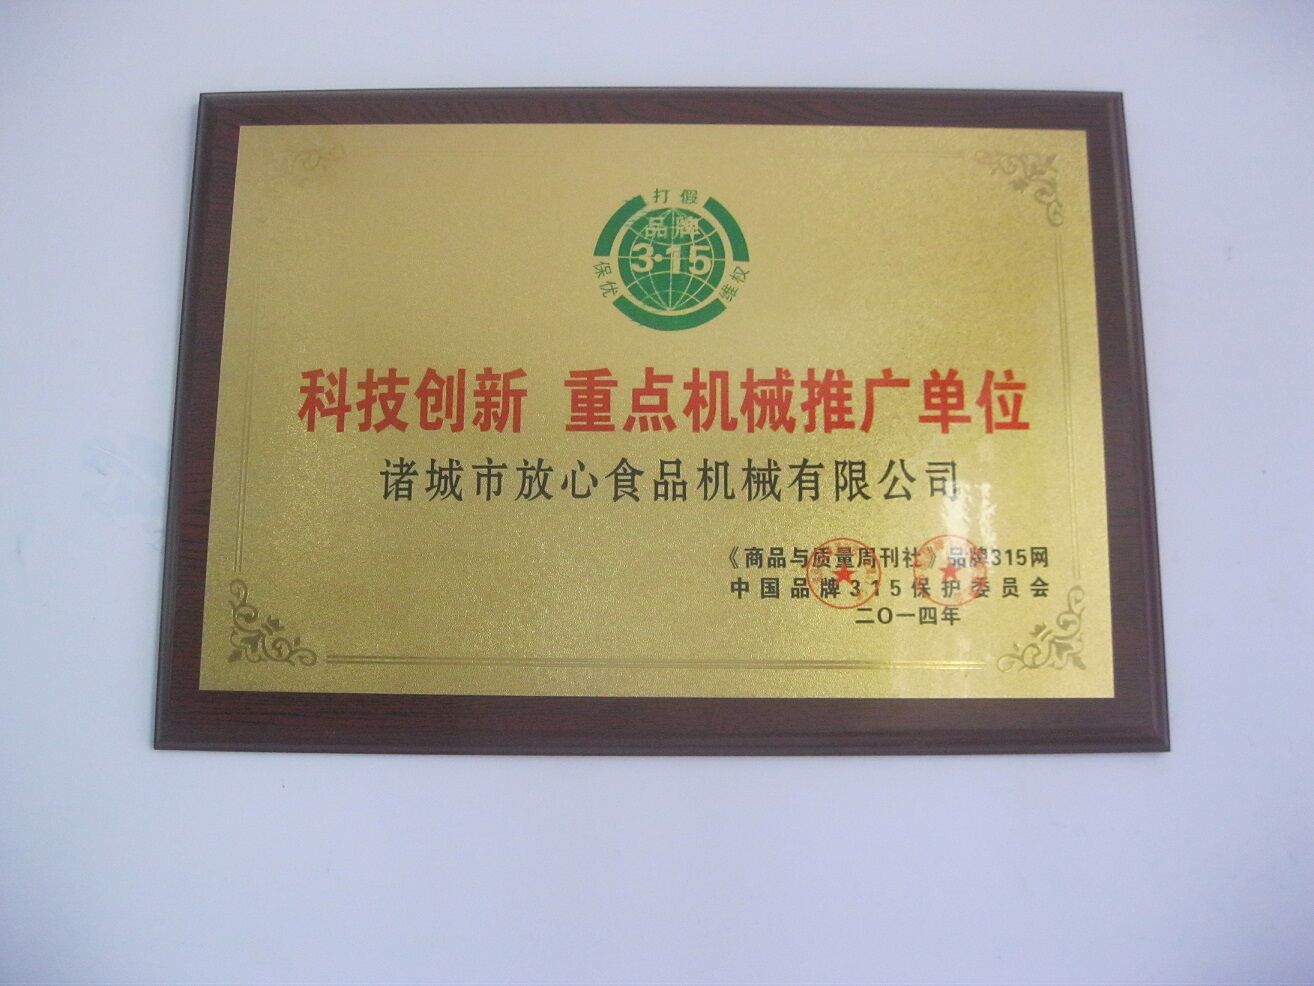 打假
品牌
3·15
保优
维权
科技创新 重点机械推广单位
诸城市放心食品机械有限公司
《商品与质量周刊社》品牌315网
中国品牌315保护委员会
二〇一四年